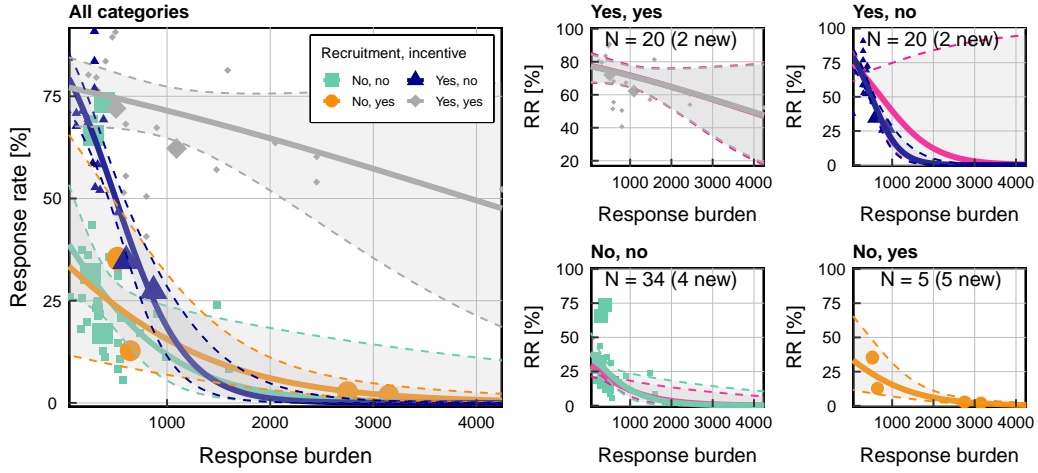 All categories
Response rate [%]
75
50
25
0
1000
2000
3000
4000
Response burden
Recruitment, incentive
No, no
Yes, no
No, yes
Yes, yes
Yes, yes
RR [%]
100
80
60
40
20
N = 20 (2 new)
1000
2000
3000
4000
Response burden
Yes, no
RR [%]
100
75
50
25
0
N = 20 (2 new)
1000
2000
3000
4000
Response burden
No, no
RR [%]
100
75
50
25
0
N = 34 (4 new)
1000
2000
3000
4000
Response burden
No, yes
RR [%]
100
75
50
25
0
N = 5 (5 new)
1000
2000
3000
4000
Response burden